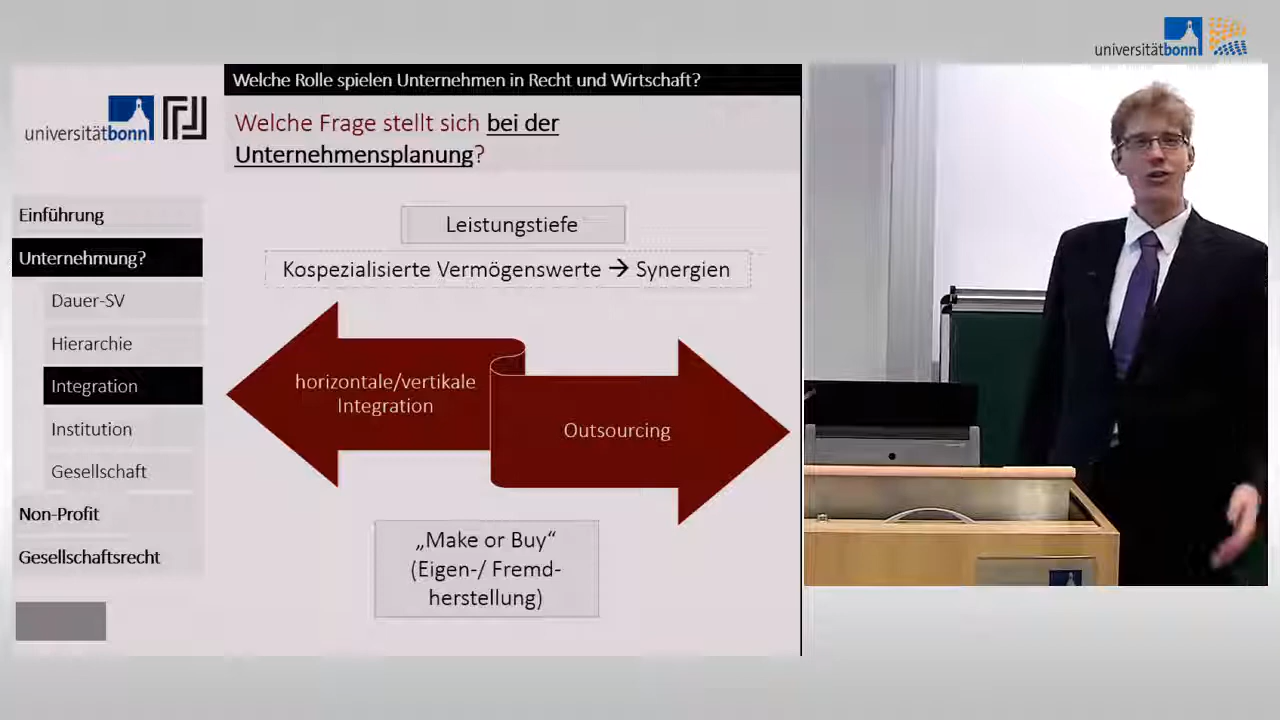 universitätbonn
Welche Rolle spielen Unternehmen in Recht und Wirtschaft?
universitätbonn
Welche Frage stellt sich bei der
Unternehmensplanung?
Einführung
Unternehmung?
Dauer-SV
Hierarchie
Integration
Institution
Gesellschaft
Non-Profit
Gesellschaftsrecht
Leistungstiefe
Kospezialisierte Vermögenswerte → Synergien
horizontale/vertikale
Integration
Outsourcing
„Make or Buy“
(Eigen-/ Fremd-
herstellung)